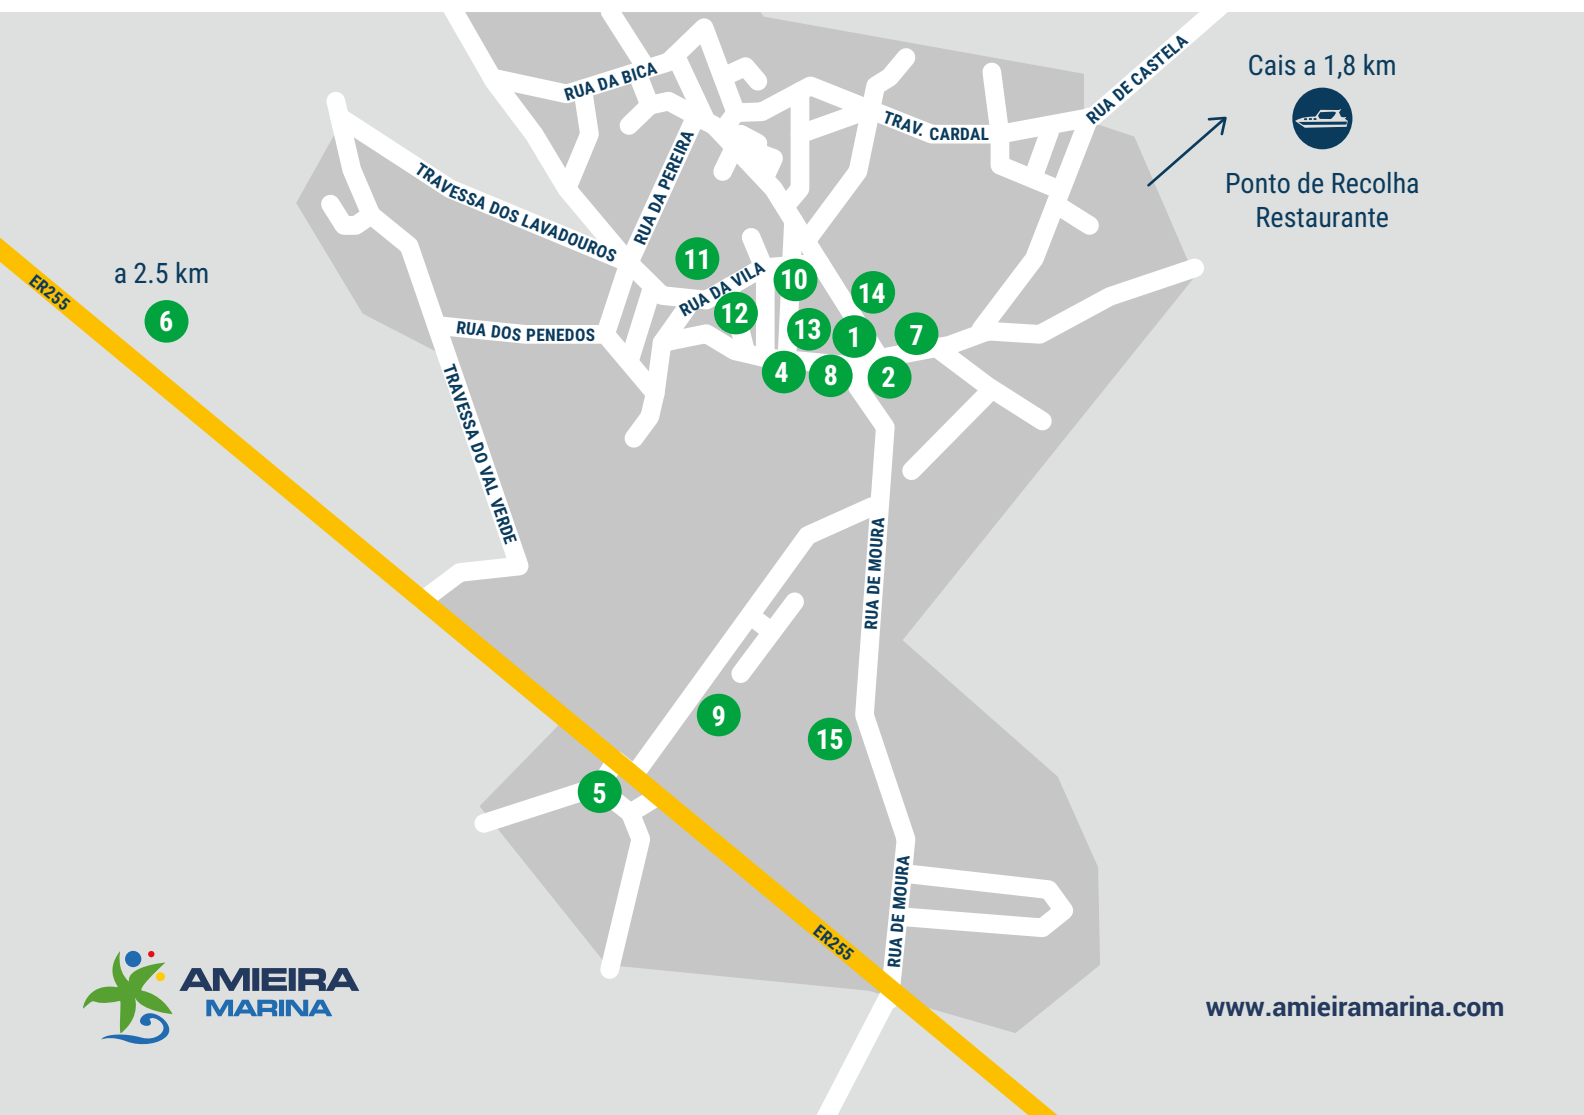 Cais a 1,8 km
Ponto de Recolha
Restaurante
RUA DE CASTELA
RUA DA BICA
TRAV. CARDAL
RUA DA PEREIRA
TRAVESSA DOS LAVADOUROS
a 2.5 km
6
ER255
11
RUA DA VILA
10
14
12
13
1
7
RUA DOS PENEDOS
4
8
2
TRAVESSA DO VAL VERDE
RUA DE MOURA
9
15
5
RUA DE MOURA
ER255
AMIEIRA
MARINA
www.amieiramarina.com